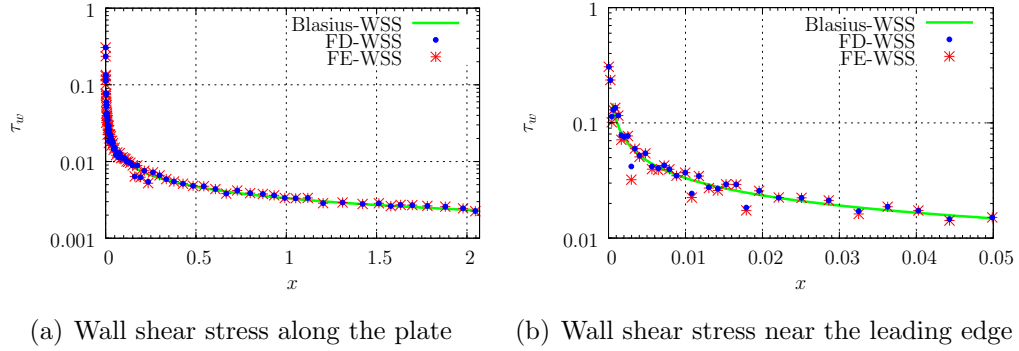 1
0.1
0.01
0.001
τw
0
0.5
1
1.5
2
x
Blasius-WSS
FD-WSS
FE-WSS
(a) Wall shear stress along the plate
1
0.1
0.01
τw
0
0.01
0.02
0.03
0.04
0.05
x
Blasius-WSS
FD-WSS
FE-WSS
(b) Wall shear stress near the leading edge